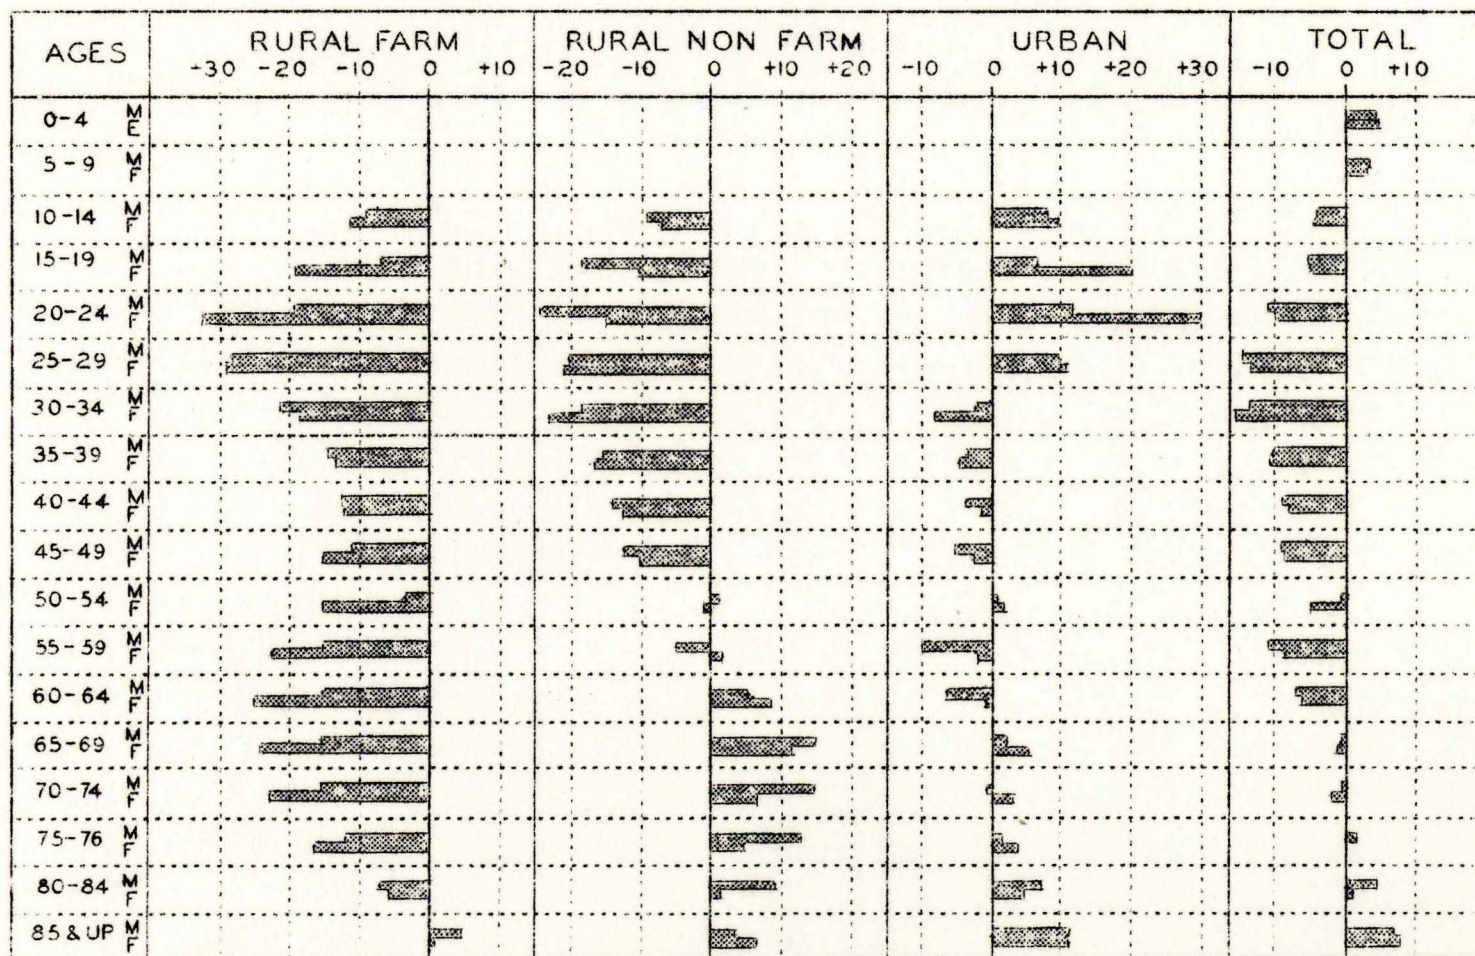 AGES RURAL FARM RURAL NON FARM URBAN TOTAL
+30 -20 -10 0 +10 -20 -10 0 +10 +20 -10 0 +10 +20 +30 -10 0 +10
0-4 M E
5-9 M F
10-14 M F
15-19 M F
20-24 M F
25-29 M F
30-34 M F
35-39 M F
40-44 M F
45-49 M F
50-54 M F
55-59 M F
60-64 M F
65-69 M F
70-74 M F
75-76 M F
80-84 M F
85 & UP M F